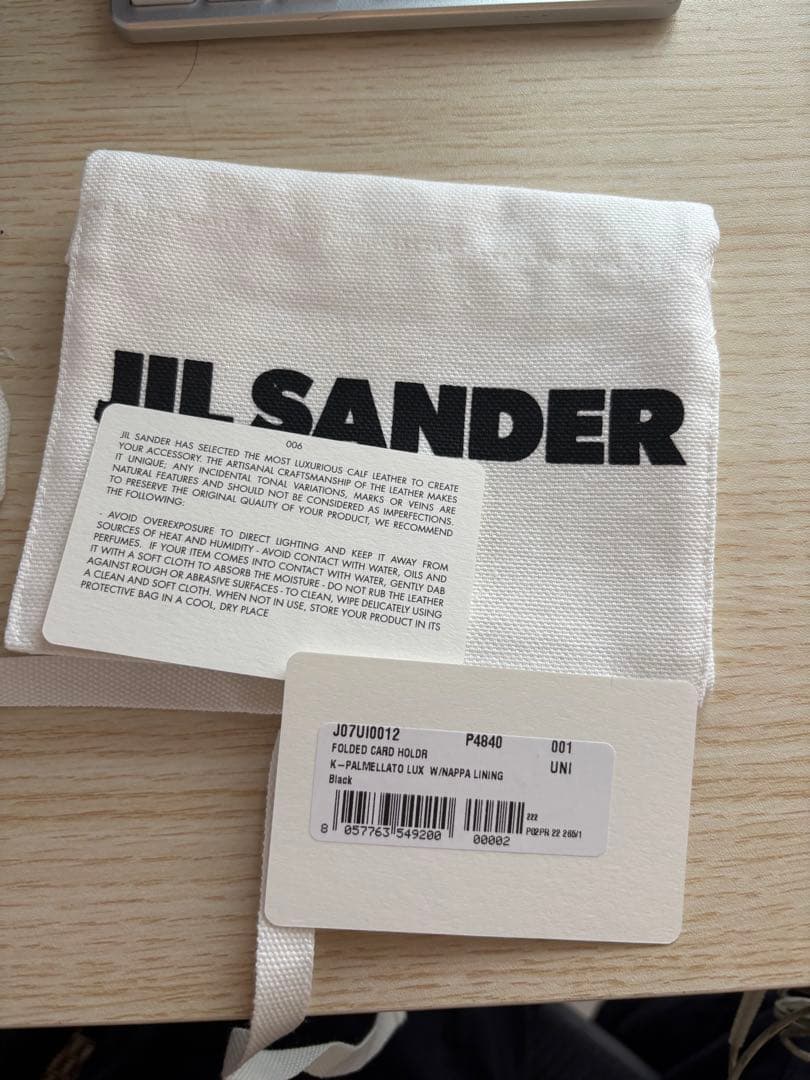 JIL SANDER
006
JIL SANDER HAS SELECTED THE MOST LUXURIOUS CALF LEATHER TO CREATE
YOUR ACCESSORY. THE ARTISANAL CRAFTSMANSHIP OF THE LEATHER MAKES
IT UNIQUE; ANY INCIDENTAL TONAL VARIATIONS, MARKS OR VEINS ARE
NATURAL FEATURES AND SHOULD NOT BE CONSIDERED AS IMPERFECTIONS.
TO PRESERVE THE ORIGINAL QUALITY OF YOUR PRODUCT, WE RECOMMEND
THE FOLLOWING:
- AVOID OVEREXPOSURE TO DIRECT LIGHTING AND KEEP IT AWAY FROM
SOURCES OF HEAT AND HUMIDITY - AVOID CONTACT WITH WATER, OILS AND
PERFUMES. IF YOUR ITEM COMES INTO CONTACT WITH WATER, GENTLY DAB
IT WITH A SOFT CLOTH TO ABSORB THE MOISTURE - DO NOT RUB THE LEATHER
AGAINST ROUGH OR ABRASIVE SURFACES - TO CLEAN, WIPE DELICATELY USING
A CLEAN AND SOFT CLOTH. WHEN NOT IN USE, STORE YOUR PRODUCT IN ITS
PROTECTIVE BAG IN A COOL, DRY PLACE
J07UI0012 P4840 001
FOLDED CARD HOLDR UNI
K-PALMELLATO LUX W/NAPPA LINING
Black
222
8 057763 549200 00002 P02PR 22 265/1